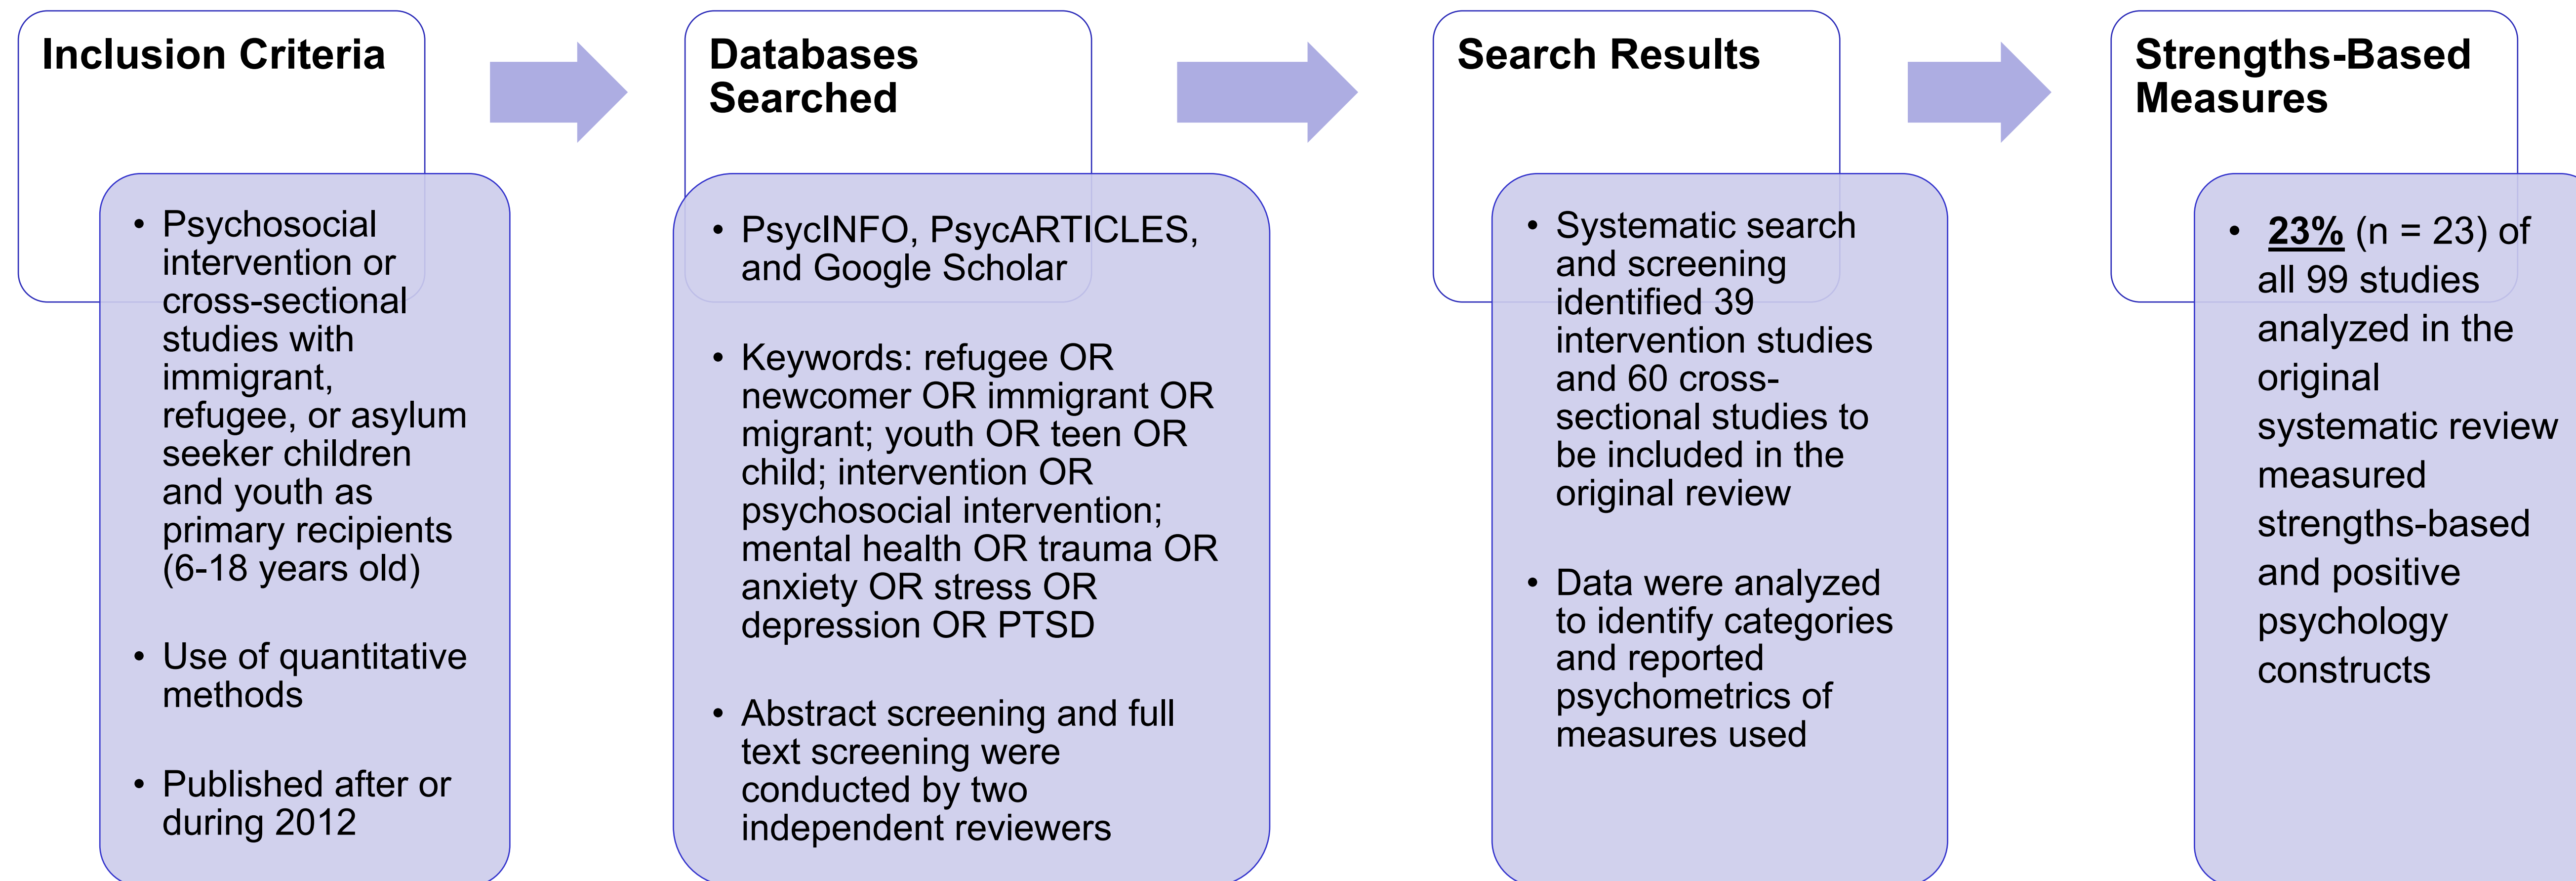 Inclusion Criteria
• Psychosocial
intervention or
cross-sectional
studies with
immigrant,
refugee, or asylum
seeker children
and youth as
primary recipients
(6-18 years old)
• Use of quantitative
methods
• Published after or
during 2012
Databases
Searched
• PsycINFO, PsycARTICLES,
and Google Scholar
• Keywords: refugee OR
newcomer OR immigrant OR
migrant; youth OR teen OR
child; intervention OR
psychosocial intervention;
mental health OR trauma OR
anxiety OR stress OR
depression OR PTSD
• Abstract screening and full
text screening were
conducted by two
independent reviewers
Search Results
• Systematic search
and screening
identified 39
intervention studies
and 60 cross-
sectional studies to
be included in the
original review
• Data were analyzed
to identify categories
and reported
psychometrics of
measures used
Strengths-Based
Measures
• 23% (n = 23) of
all 99 studies
analyzed in the
original
systematic review
measured
strengths-based
and positive
psychology
constructs